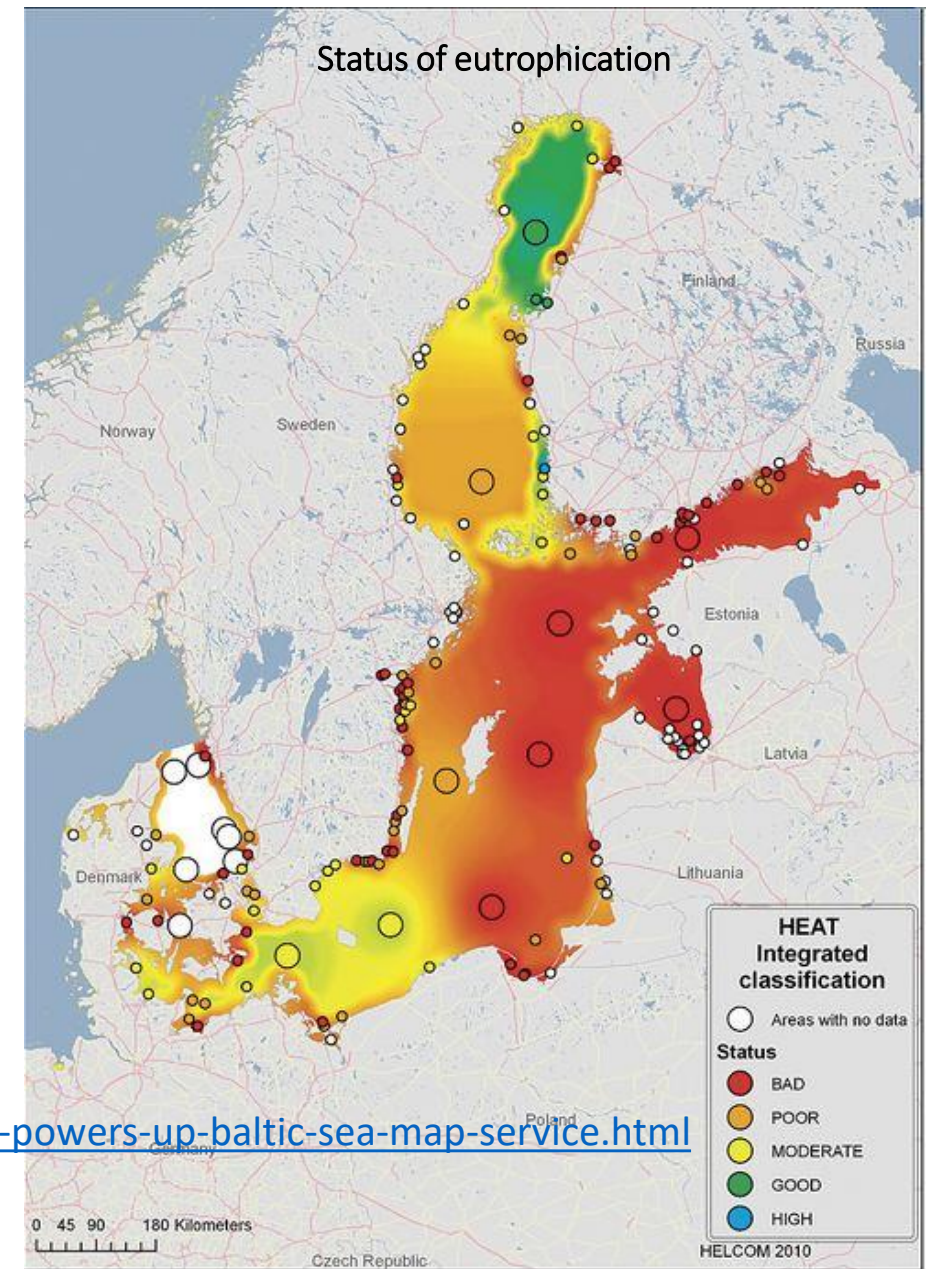 Status of eutrophication
Finland
Russia
Norway
Sweden
Estonia
Latvia
Denmark
Lithuania
HEAT
Integrated
classification
Areas with no data
Status
BAD
POOR
MODERATE
GOOD
HIGH
-powers-up-baltic-sea-map-service.html
Poland
Germany
0 45 90 180 Kilometers
HELCOM 2010
Czech Republic